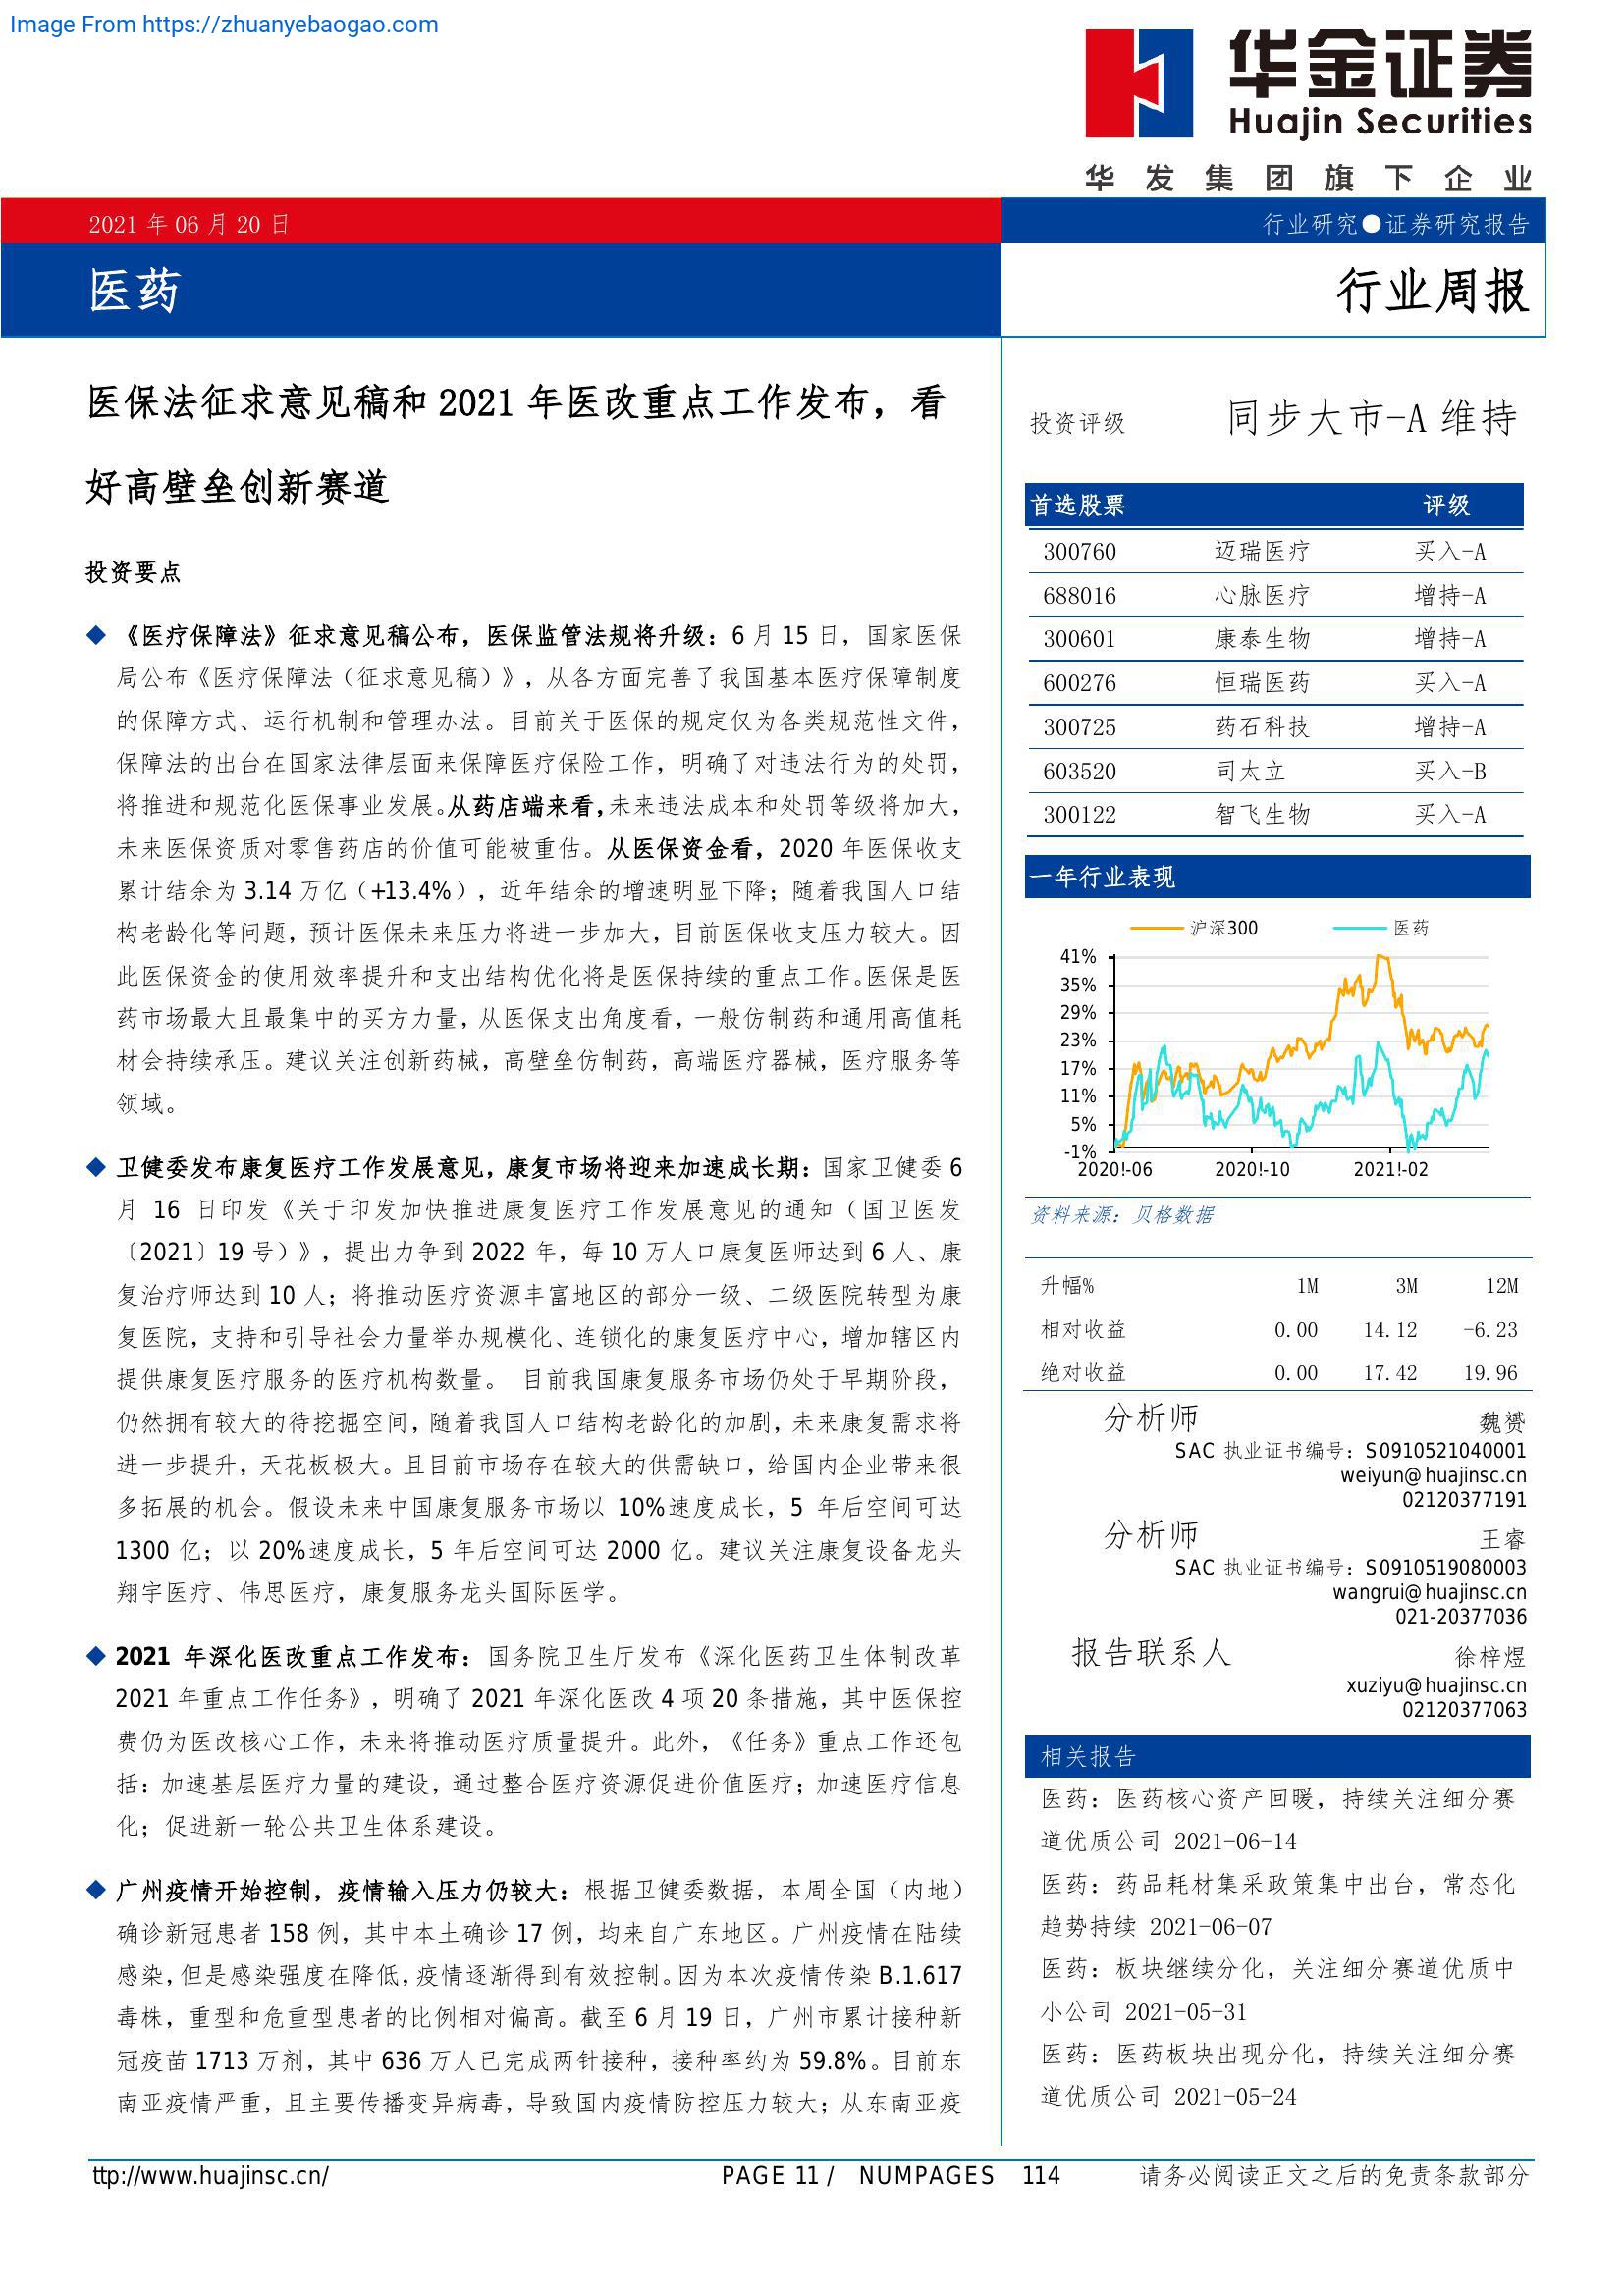 Image From https://zhuanyebaogao.com
华金证券
Huajin Securities
华发集团旗下企业
2021 年 06 月 20 日
行业研究●证券研究报告
医药
行业周报
医保法征求意见稿和 2021 年医改重点工作发布，看
好高壁垒创新赛道
投资要点
◆ 《医疗保障法》征求意见稿公布，医保监管法规将升级：6 月 15 日，国家医保
局公布《医疗保障法（征求意见稿）》，从各方面完善了我国基本医疗保障制度
的保障方式、运行机制和管理办法。目前关于医保的规定仅为各类规范性文件，
保障法的出台在国家法律层面来保障医疗保险工作，明确了对违法行为的处罚，
将推进和规范化医保事业发展。从药店端来看，未来违法成本和处罚等级将加大，
未来医保资质对零售药店的价值可能被重估。从医保资金看，2020 年医保收支
累计结余为 3.14 万亿（+13.4%），近年结余的增速明显下降；随着我国人口结
构老龄化等问题，预计医保未来压力将进一步加大，目前医保收支压力较大。因
此医保资金的使用效率提升和支出结构优化将是医保持续的重点工作。医保是医
药市场最大且最集中的买方力量，从医保支出角度看，一般仿制药和通用高值耗
材会持续承压。建议关注创新药械，高壁垒仿制药，高端医疗器械，医疗服务等
领域。
◆ 卫健委发布康复医疗工作发展意见，康复市场将迎来加速成长期：国家卫健委 6
月 16 日印发《关于印发加快推进康复医疗工作发展意见的通知（国卫医发
〔2021〕19 号）》，提出力争到 2022 年，每 10 万人口康复医师达到 6 人、康
复治疗师达到 10 人；将推动医疗资源丰富地区的部分一级、二级医院转型为康
复医院，支持和引导社会力量举办规模化、连锁化的康复医疗中心，增加辖区内
提供康复医疗服务的医疗机构数量。 目前我国康复服务市场仍处于早期阶段，
仍然拥有较大的待挖掘空间，随着我国人口结构老龄化的加剧，未来康复需求将
进一步提升，天花板极大。且目前市场存在较大的供需缺口，给国内企业带来很
多拓展的机会。假设未来中国康复服务市场以 10%速度成长，5 年后空间可达
1300 亿；以 20%速度成长，5 年后空间可达 2000 亿。建议关注康复设备龙头
翔宇医疗、伟思医疗，康复服务龙头国际医学。
◆ 2021 年深化医改重点工作发布：国务院卫生厅发布《深化医药卫生体制改革
2021 年重点工作任务》，明确了 2021 年深化医改 4 项 20 条措施，其中医保控
费仍为医改核心工作，未来将推动医疗质量提升。此外，《任务》重点工作还包
括：加速基层医疗力量的建设，通过整合医疗资源促进价值医疗；加速医疗信息
化；促进新一轮公共卫生体系建设。
◆ 广州疫情开始控制，疫情输入压力仍较大：根据卫健委数据，本周全国（内地）
确诊新冠患者 158 例，其中本土确诊 17 例，均来自广东地区。广州疫情在陆续
感染，但是感染强度在降低，疫情逐渐得到有效控制。因为本次疫情传染 B.1.617
毒株，重型和危重型患者的比例相对偏高。截至 6 月 19 日，广州市累计接种新
冠疫苗 1713 万剂，其中 636 万人已完成两针接种，接种率约为 59.8%。目前东
南亚疫情严重，且主要传播变异病毒，导致国内疫情防控压力较大；从东南亚疫
投资评级 同步大市-A 维持
首选股票 评级
300760 迈瑞医疗 买入-A
688016 心脉医疗 增持-A
300601 康泰生物 增持-A
600276 恒瑞医药 买入-A
300725 药石科技 增持-A
603520 司太立 买入-B
300122 智飞生物 买入-A
一年行业表现
沪深300 医药
41%
35%
29%
23%
17%
11%
5%
-1%
2020!-06 2020!-10 2021!-02
资料来源：贝格数据
升幅% 1M 3M 12M
相对收益 0.00 14.12 -6.23
绝对收益 0.00 17.42 19.96
分析师 魏赟
SAC 执业证书编号：S0910521040001
weiyun@huajinsc.cn
02120377191
分析师 王睿
SAC 执业证书编号：S0910519080003
wangrui@huajinsc.cn
021-20377036
报告联系人 徐梓煜
xuziyu@huajinsc.cn
02120377063
相关报告
医药：医药核心资产回暖，持续关注细分赛
道优质公司 2021-06-14
医药：药品耗材集采政策集中出台，常态化
趋势持续 2021-06-07
医药：板块继续分化，关注细分赛道优质中
小公司 2021-05-31
医药：医药板块出现分化，持续关注细分赛
道优质公司 2021-05-24
ttp://www.huajinsc.cn/ PAGE 11 / NUMPAGES 114 请务必阅读正文之后的免责条款部分